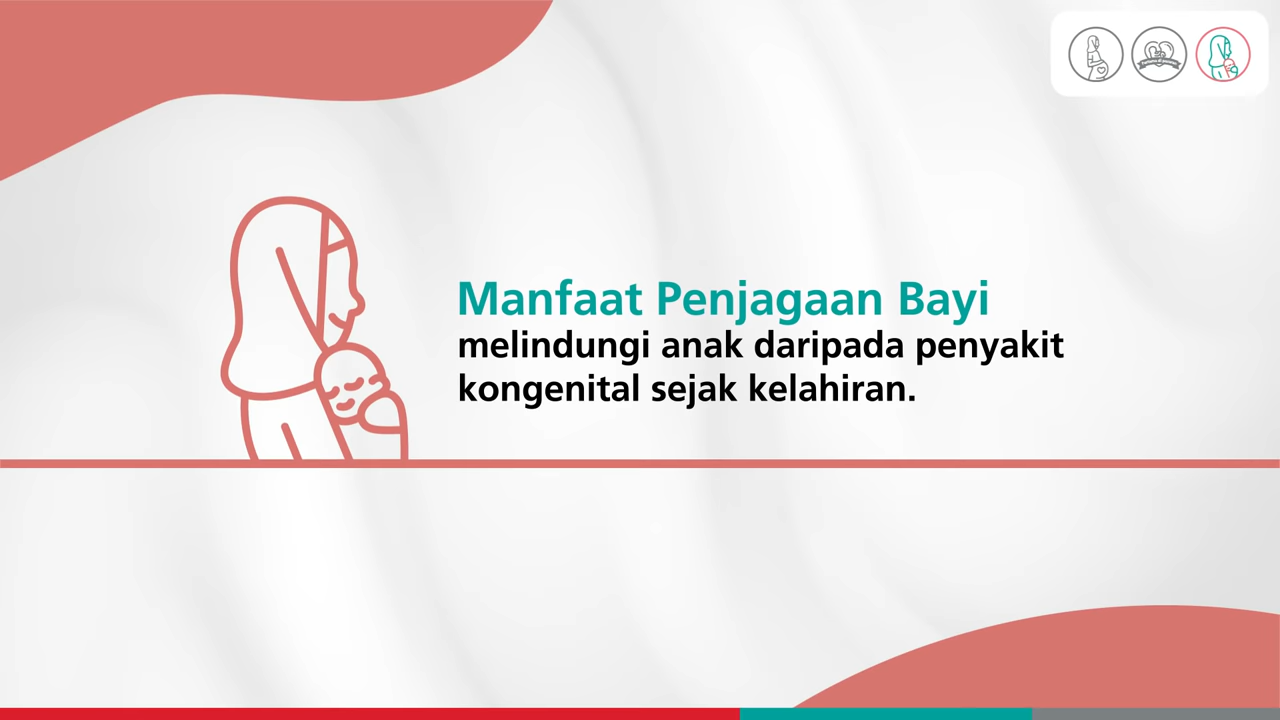 Manfaat Penjagaan Bayi
melindungi anak daripada penyakit
kongenital sejak kelahiran.